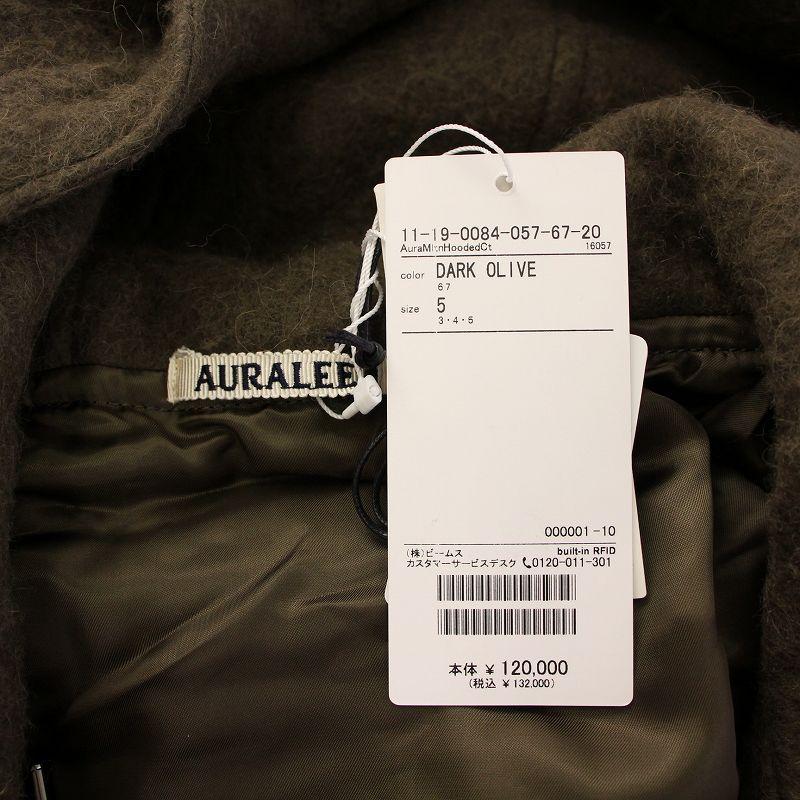 AURALEE
11-19-0084-057-67-20
AuraMltnHoodedCt 16057
color DARK OLIVE
67
size 5
3・4・5
000001-10
(株)ビームス built-in RFID
カスタマーサービスデスク 0120-011-301
本体 ¥ 120,000
(税込 ¥ 132,000)